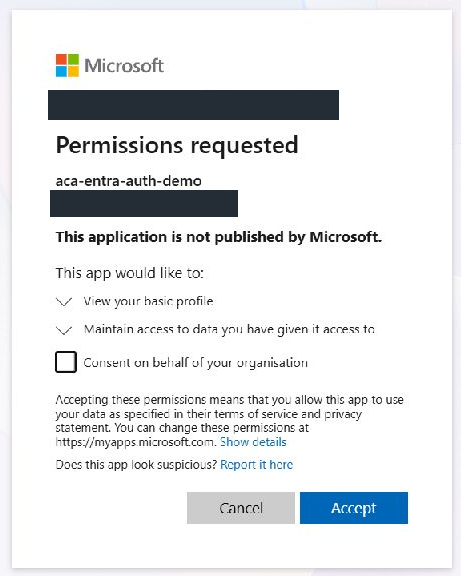 Microsoft
Permissions requested
aca-entra-auth-demo
This application is not published by Microsoft.
This app would like to:
View your basic profile
Maintain access to data you have given it access to
Consent on behalf of your organisation
Accepting these permissions means that you allow this app to use
your data as specified in their terms of service and privacy
statement. You can change these permissions at
https://myapps.microsoft.com. Show details
Does this app look suspicious? Report it here
Cancel Accept